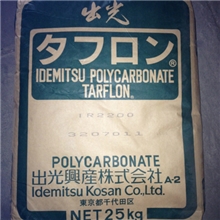 出光
タフロン®
IDEMITSU POLYCARBONATE
TARFLON.
IR2200
3207011
POLYCARBONATE
出光興産株式会社 A-2
Idemitsu Kosan Co.,Ltd.
東京都千代田区
NET 25kg